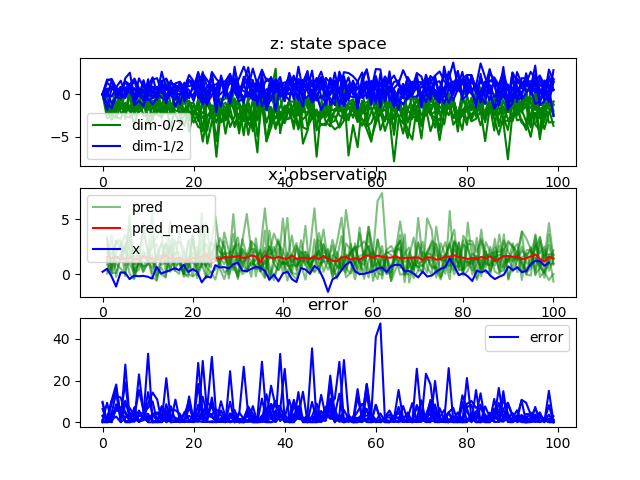 z: state space
0
−5
dim-0/2
dim-1/2
0 20 40 60 80 100
x: observation
5
0
pred
pred_mean
x
0 20 40 60 80 100
error
40
20
0
error
0 20 40 60 80 100